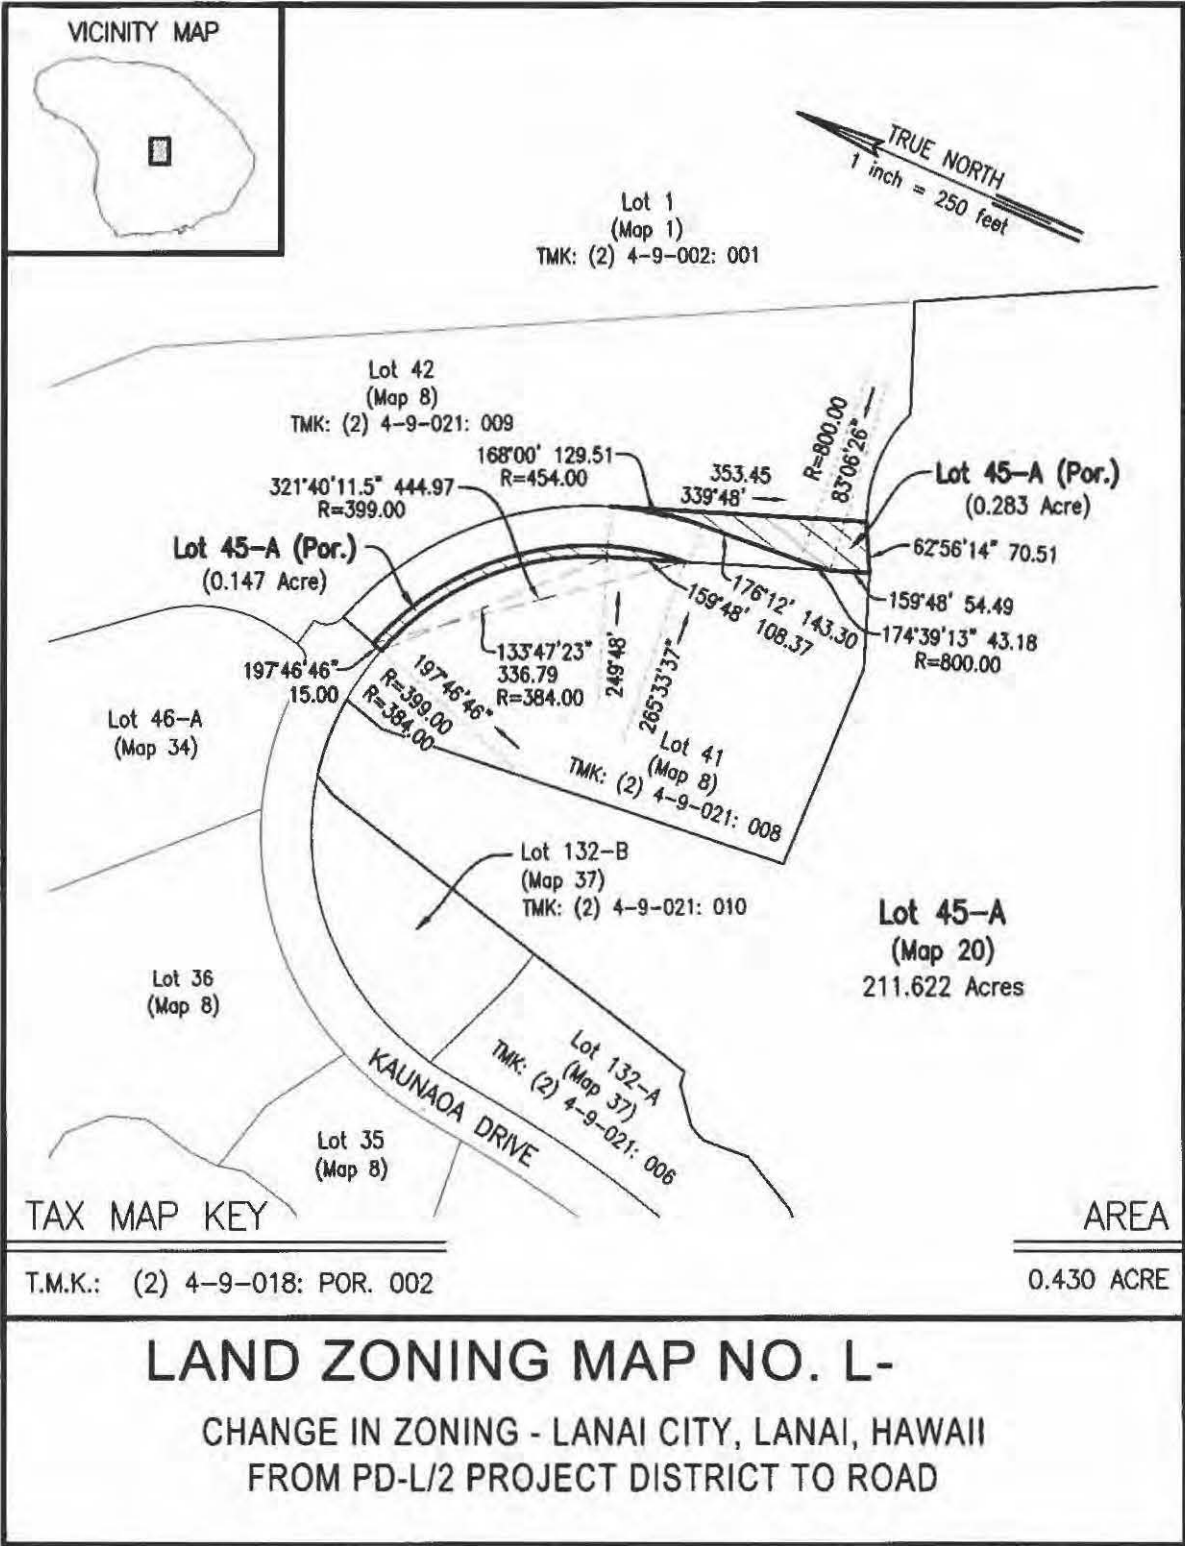 VICINITY MAP
TRUE NORTH
1 inch = 250 feet
Lot 1
(Map 1)
TMK: (2) 4-9-002: 001
Lot 42
(Map 8)
TMK: (2) 4-9-021: 009
168°00' 129.51
R=454.00
321°40'11.5" 444.97
R=399.00
353.45
339°48'
R=800.00
83°06'26"
Lot 45-A (Por.)
(0.283 Acre)
Lot 45-A (Por.)
(0.147 Acre)
62°56'14" 70.51
159°48' 54.49
174°39'13" 43.18
R=800.00
176°12' 143.30
159°48' 108.37
197°46'46"
15.00
133°47'23"
336.79
R=384.00
197°46'46"
R=399.00
R=384.00
249°48'
265°33'37"
Lot 46-A
(Map 34)
Lot 41
(Map 8)
TMK: (2) 4-9-021: 008
Lot 132-B
(Map 37)
TMK: (2) 4-9-021: 010
Lot 45-A
(Map 20)
211.622 Acres
Lot 36
(Map 8)
Lot 132-A
(Map 37)
TMK: (2) 4-9-021: 006
KAUNAOA DRIVE
Lot 35
(Map 8)
TAX MAP KEY
AREA
T.M.K.: (2) 4-9-018: POR. 002
0.430 ACRE
LAND ZONING MAP NO. L-
CHANGE IN ZONING - LANAI CITY, LANAI, HAWAII
FROM PD-L/2 PROJECT DISTRICT TO ROAD